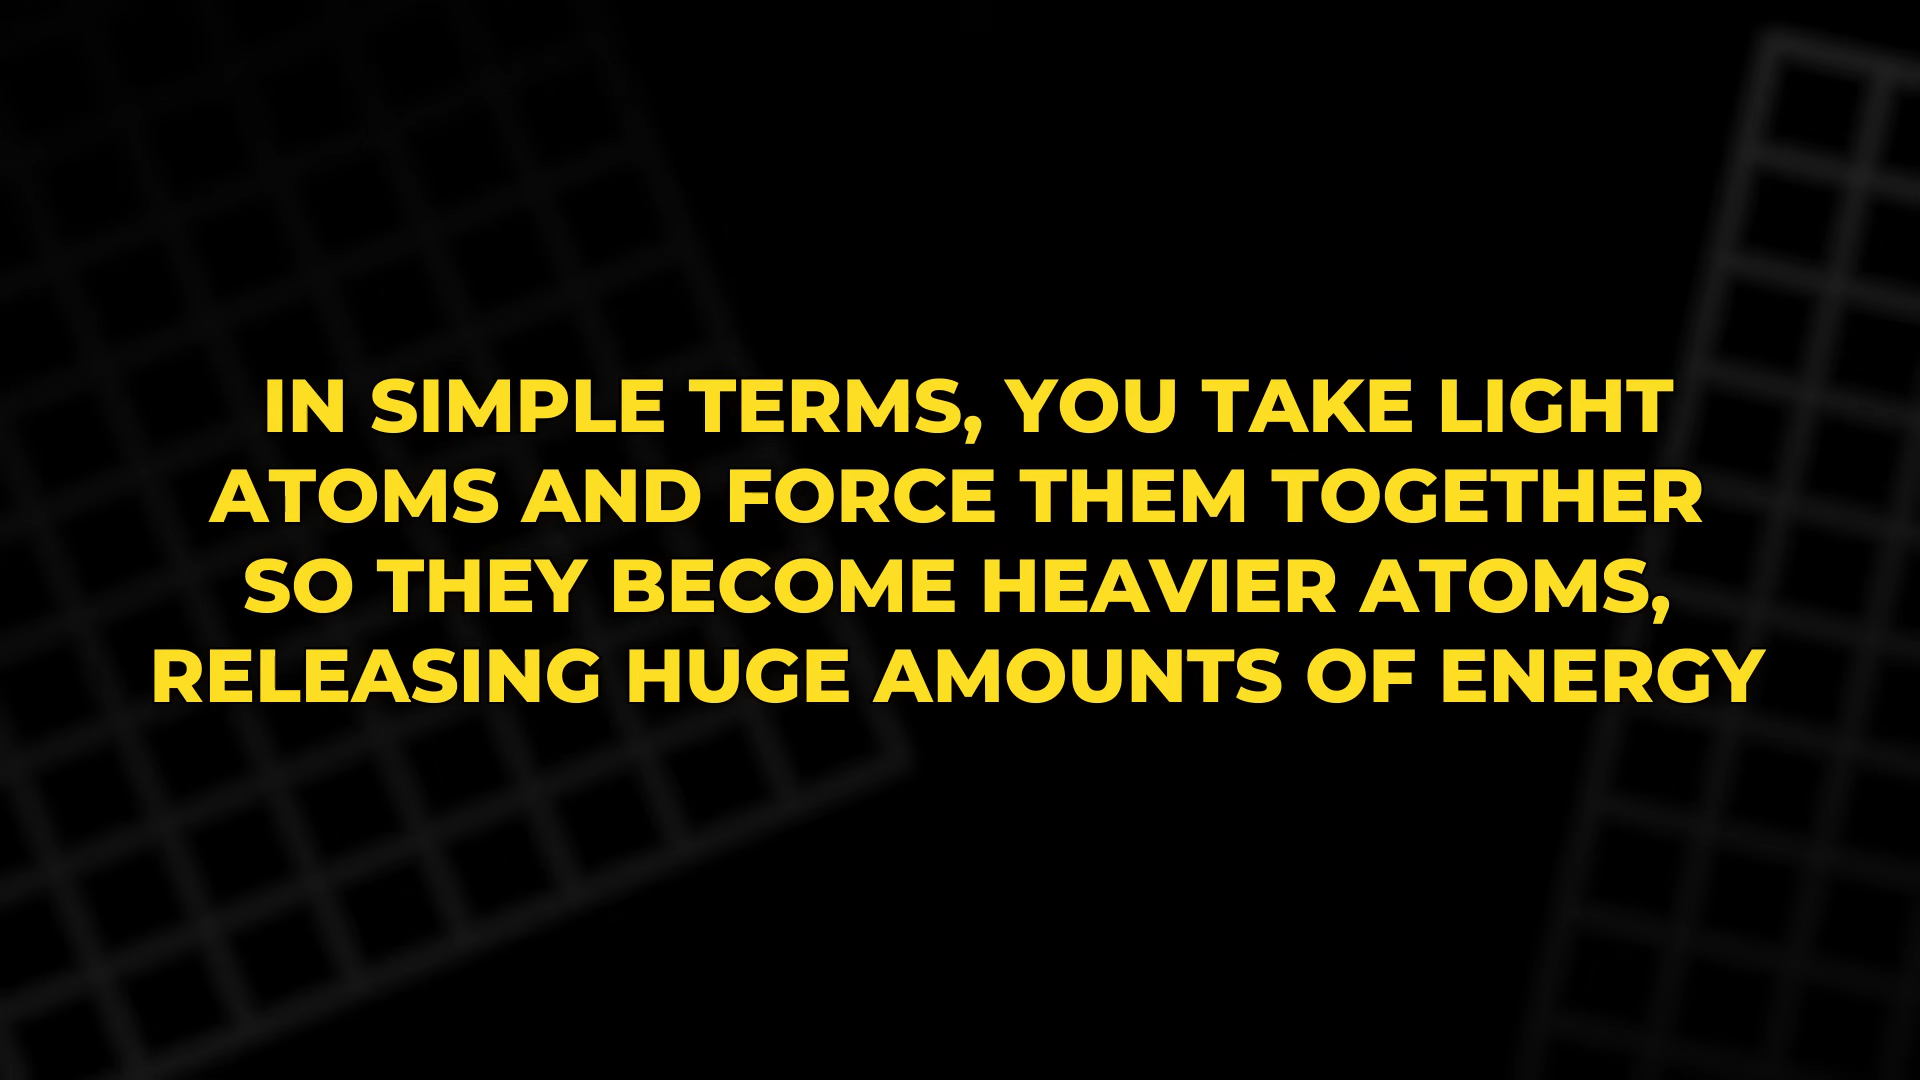 IN SIMPLE TERMS, YOU TAKE LIGHT
ATOMS AND FORCE THEM TOGETHER
SO THEY BECOME HEAVIER ATOMS,
RELEASING HUGE AMOUNTS OF ENERGY